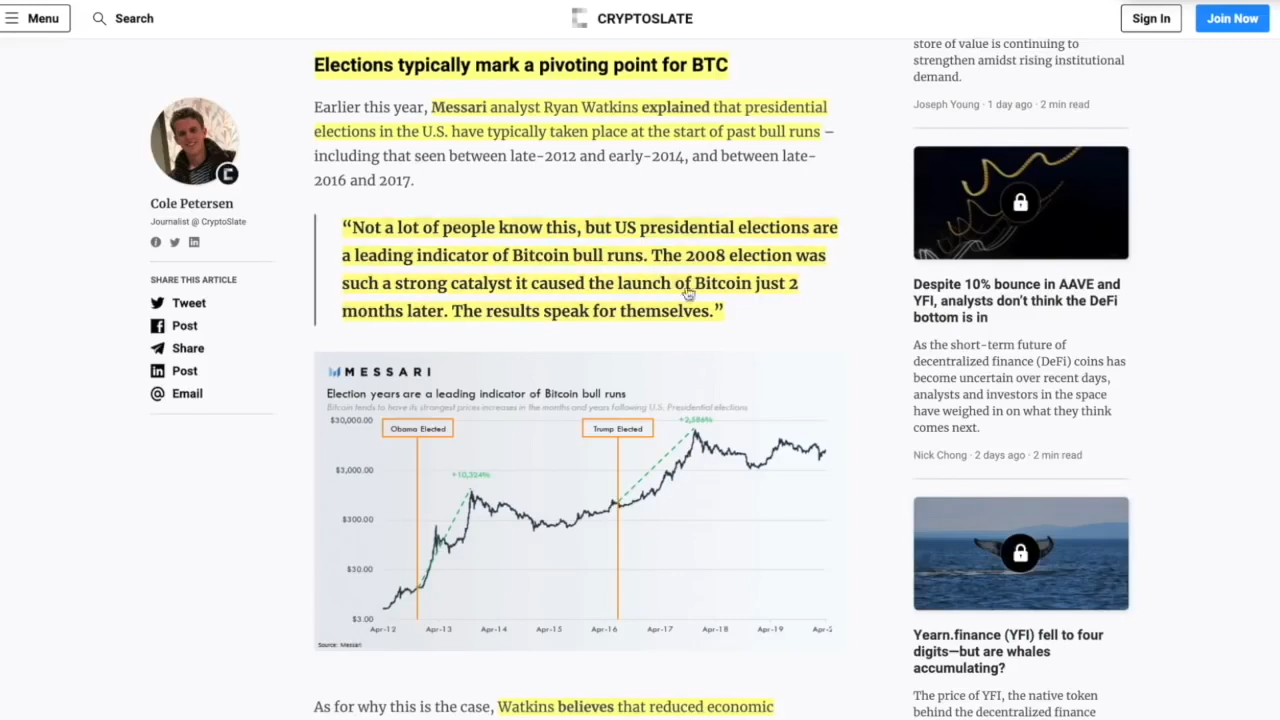 Menu
Search
CRYPTOSLATE
Sign In
Join Now
Elections typically mark a pivoting point for BTC
Earlier this year, Messari analyst Ryan Watkins explained that presidential
elections in the U.S. have typically taken place at the start of past bull runs –
including that seen between late-2012 and early-2014, and between late-
2016 and 2017.
“Not a lot of people know this, but US presidential elections are
a leading indicator of Bitcoin bull runs. The 2008 election was
such a strong catalyst it caused the launch of Bitcoin just 2
months later. The results speak for themselves.”
Cole Petersen
Journalist @ CryptoSlate
SHARE THIS ARTICLE
Tweet
Post
Share
Post
Email
MESSARI
Election years are a leading indicator of Bitcoin bull runs
Bitcoin tends to have its strongest prices increases in the months and years following U.S. Presidential elections
$30,000.00
$3,000.00
$300.00
$30.00
$3.00
Obama Elected
Trump Elected
+10,324%
+2,586%
Apr-12
Apr-13
Apr-14
Apr-15
Apr-16
Apr-17
Apr-18
Apr-19
Source: Messari
As for why this is the case, Watkins believes that reduced economic
store of value is continuing to
strengthen amidst rising institutional
demand.
Joseph Young · 1 day ago · 2 min read
Despite 10% bounce in AAVE and
YFI, analysts don’t think the DeFi
bottom is in
As the short-term future of
decentralized finance (DeFi) coins has
become uncertain over recent days,
analysts and investors in the space
have weighed in on what they think
comes next.
Nick Chong · 2 days ago · 2 min read
Yearn.finance (YFI) fell to four
digits—but are whales
accumulating?
The price of YFI, the native token
behind the decentralized finance